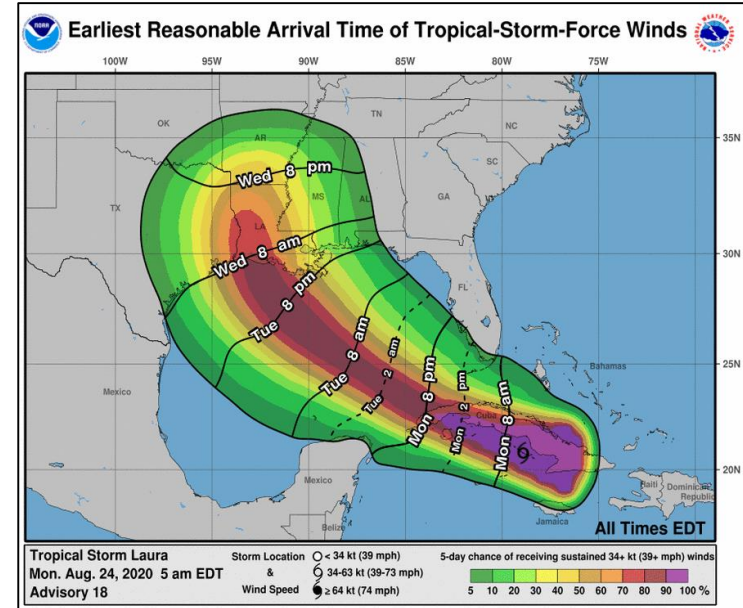 NOAA
Earliest Reasonable Arrival Time of Tropical-Storm-Force Winds
100W 95W 90W 85W 80W 75W
35N
30N
25N
20N
OK
AR
TN
NC
SC
TX
LA
MS
AL
GA
FL
Wed 8 pm
Wed 8 am
Tue 8 pm
Tue 8 am
Tue 2 am
Mon 8 pm
Mon 2 pm
Mon 8 am
Mexico
Bahamas
Cuba
Mexico
Belize
Haiti
Dominican
Republic
Jamaica
All Times EDT
Tropical Storm Laura
Mon. Aug. 24, 2020 5 am EDT
Advisory 18
Storm Location
&
Wind Speed
< 34 kt (39 mph)
34-63 kt (39-73 mph)
≥ 64 kt (74 mph)
5-day chance of receiving sustained 34+ kt (39+ mph) winds
5 10 20 30 40 50 60 70 80 90 100 %